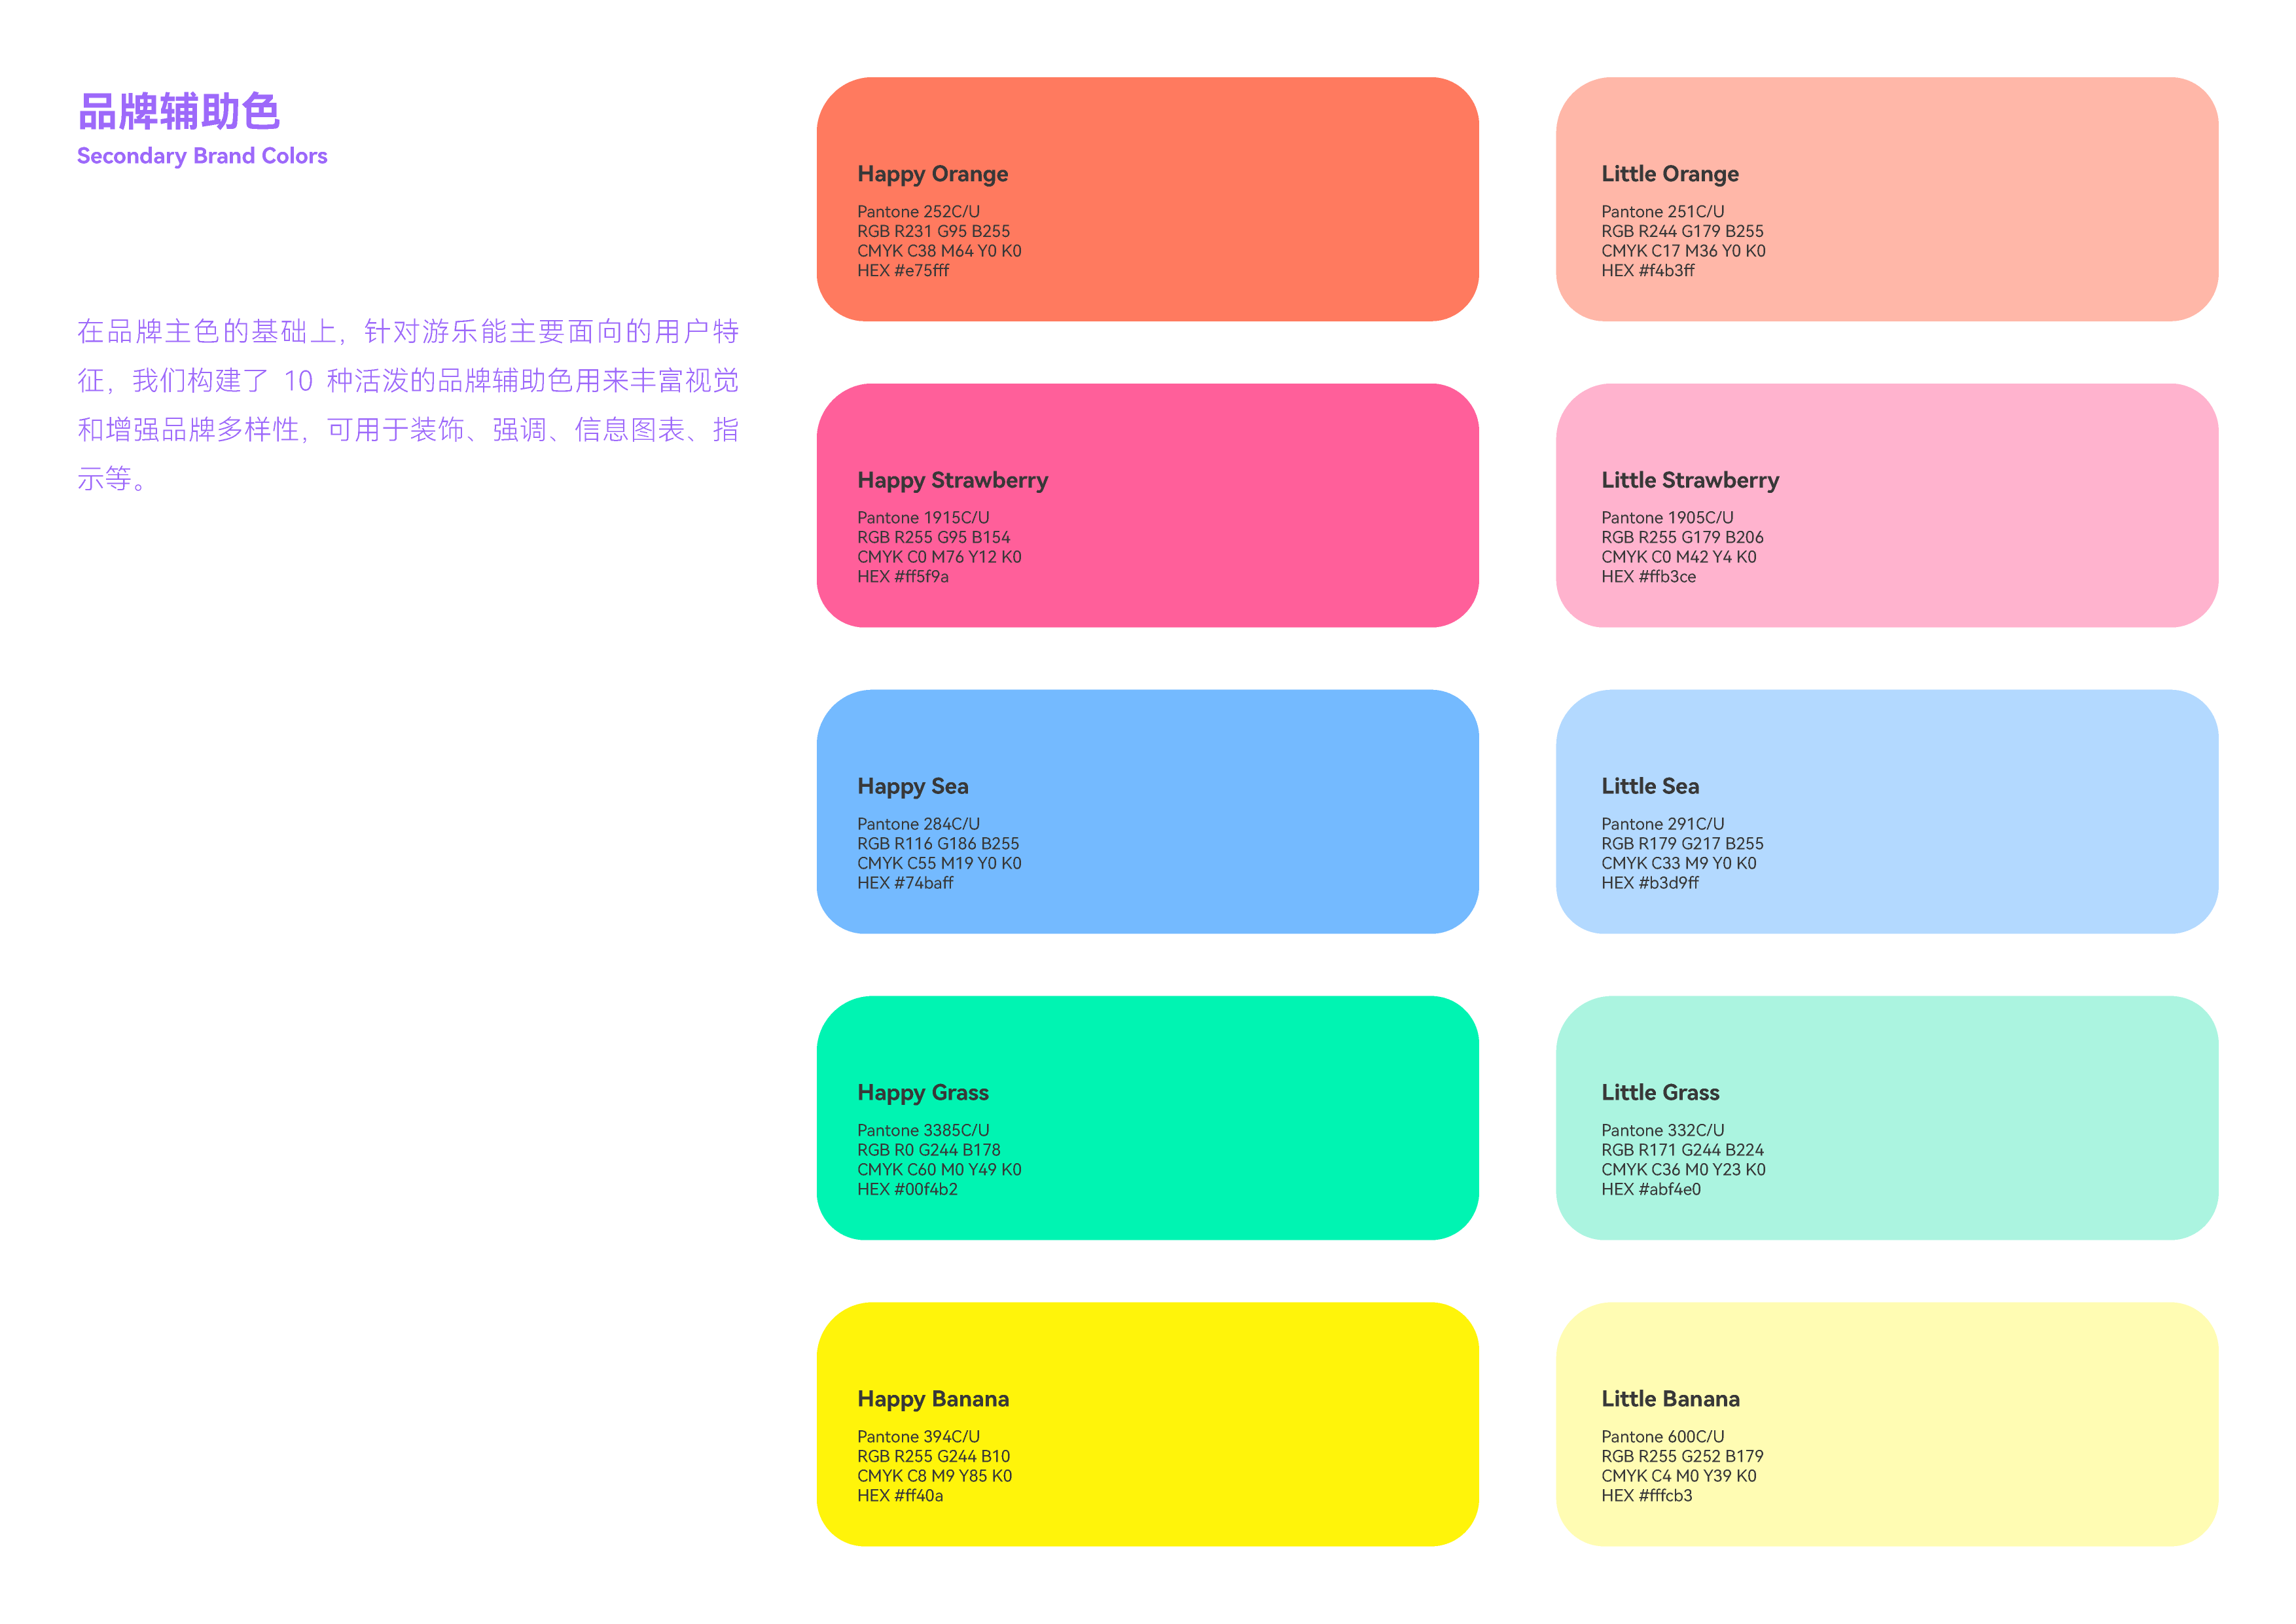 品牌辅助色
Secondary Brand Colors
在品牌主色的基础上，针对游乐能主要面向的用户特
征，我们构建了 10 种活泼的品牌辅助色用来丰富视觉
和增强品牌多样性，可用于装饰、强调、信息图表、指
示等。
Happy Orange
Pantone 252C/U
RGB R231 G95 B255
CMYK C38 M64 Y0 K0
HEX #e75fff
Little Orange
Pantone 251C/U
RGB R244 G179 B255
CMYK C17 M36 Y0 K0
HEX #f4b3ff
Happy Strawberry
Pantone 1915C/U
RGB R255 G95 B154
CMYK C0 M76 Y12 K0
HEX #ff5f9a
Little Strawberry
Pantone 1905C/U
RGB R255 G179 B206
CMYK C0 M42 Y4 K0
HEX #ffb3ce
Happy Sea
Pantone 284C/U
RGB R116 G186 B255
CMYK C55 M19 Y0 K0
HEX #74baff
Little Sea
Pantone 291C/U
RGB R179 G217 B255
CMYK C33 M9 Y0 K0
HEX #b3d9ff
Happy Grass
Pantone 3385C/U
RGB R0 G244 B178
CMYK C60 M0 Y49 K0
HEX #00f4b2
Little Grass
Pantone 332C/U
RGB R171 G244 B224
CMYK C36 M0 Y23 K0
HEX #abf4e0
Happy Banana
Pantone 394C/U
RGB R255 G244 B10
CMYK C8 M9 Y85 K0
HEX #ff40a
Little Banana
Pantone 600C/U
RGB R255 G252 B179
CMYK C4 M0 Y39 K0
HEX #fffcb3